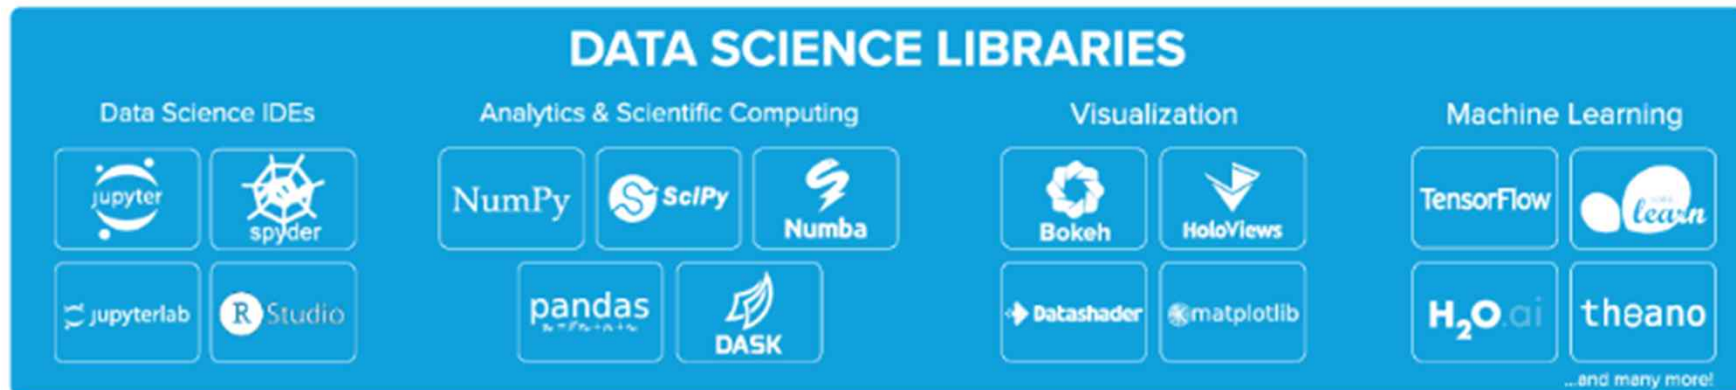 DATA SCIENCE LIBRARIES
Data Science IDEs
jupyter
spyder
jupyterlab
R Studio
Analytics & Scientific Computing
NumPy
SciPy
Numba
pandas
DASK
Visualization
Bokeh
HoloViews
Datashader
matplotlib
Machine Learning
TensorFlow
learn
H2O.ai
theano
...and many more!